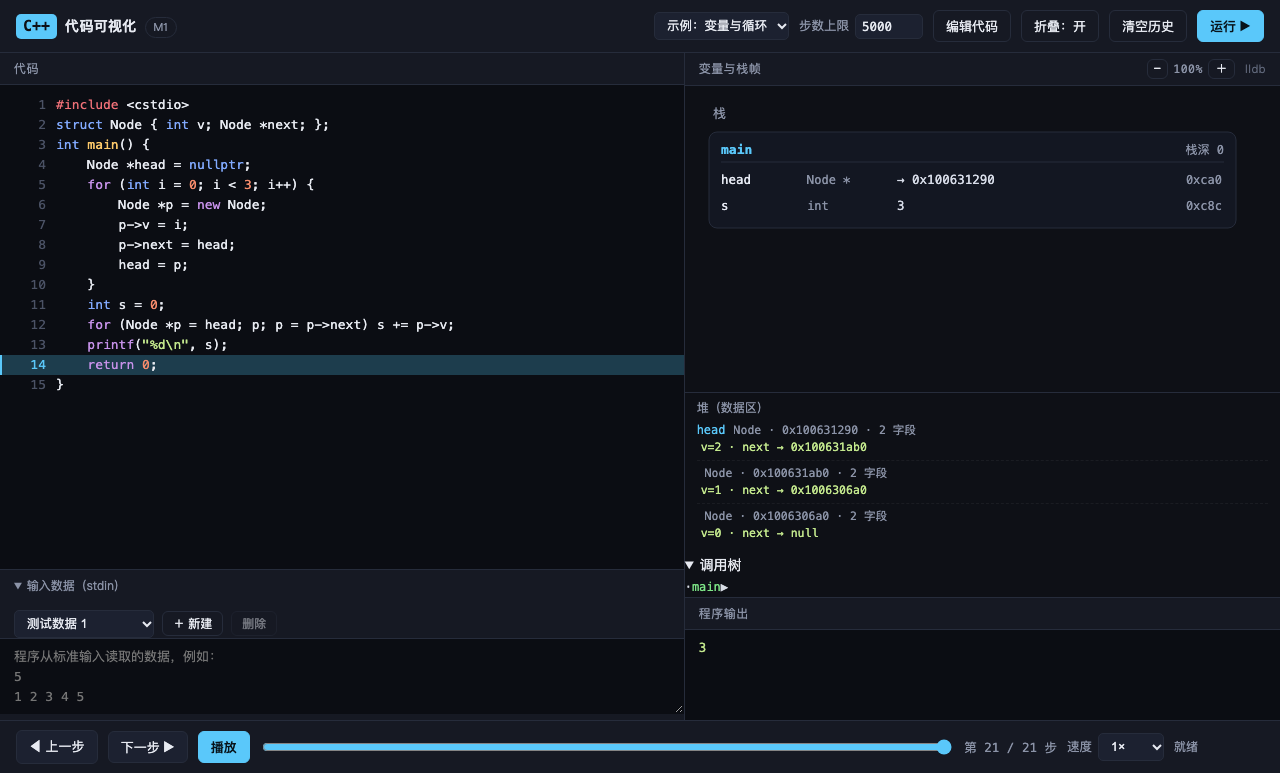 C++ 代码可视化 M1 示例：变量与循环 步数上限 5000 编辑代码 折叠：开 清空历史 运行 ▶
代码
1 #include <cstdio>
2 struct Node { int v; Node *next; };
3 int main() {
4     Node *head = nullptr;
5     for (int i = 0; i < 3; i++) {
6         Node *p = new Node;
7         p->v = i;
8         p->next = head;
9         head = p;
10     }
11     int s = 0;
12     for (Node *p = head; p; p = p->next) s += p->v;
13     printf("%d\n", s);
14     return 0;
15 }
▼ 输入数据（stdin）
测试数据 1 + 新建 删除
程序从标准输入读取的数据，例如：
5
1 2 3 4 5
变量与栈帧 − 100% + lldb
栈
main 栈深 0
head Node * → 0x100631290 0xca0
s int 3 0xc8c
堆（数据区）
head Node · 0x100631290 · 2 字段
v=2 · next → 0x100631ab0
Node · 0x100631ab0 · 2 字段
v=1 · next → 0x1006306a0
Node · 0x1006306a0 · 2 字段
v=0 · next → null
▼ 调用树
·main▶
程序输出
3
◀ 上一步 下一步 ▶ 播放 第 21 / 21 步 速度 1× 就绪